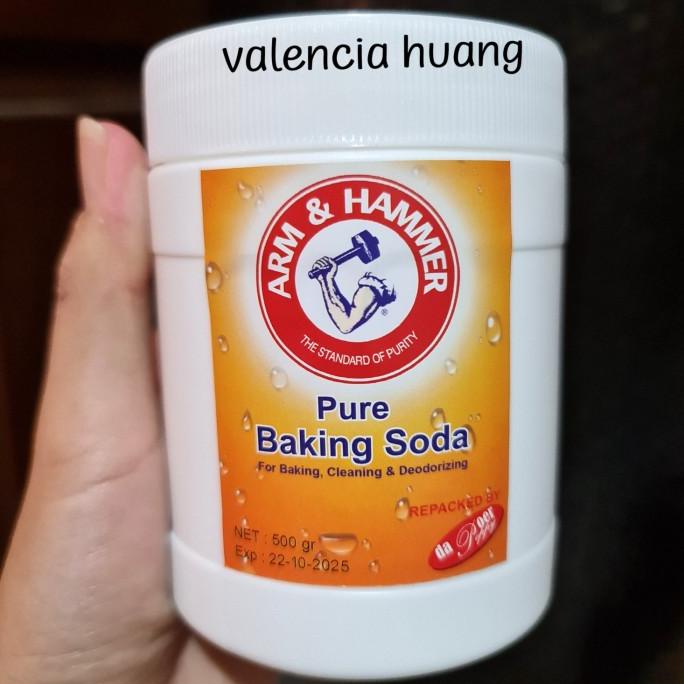 valencia huang
ARM & HAMMER
®
THE STANDARD OF PURITY
Pure
Baking Soda
For Baking, Cleaning & Deodorizing
REPACKED BY
NET : 500 gr
Exp : 22-10-2025